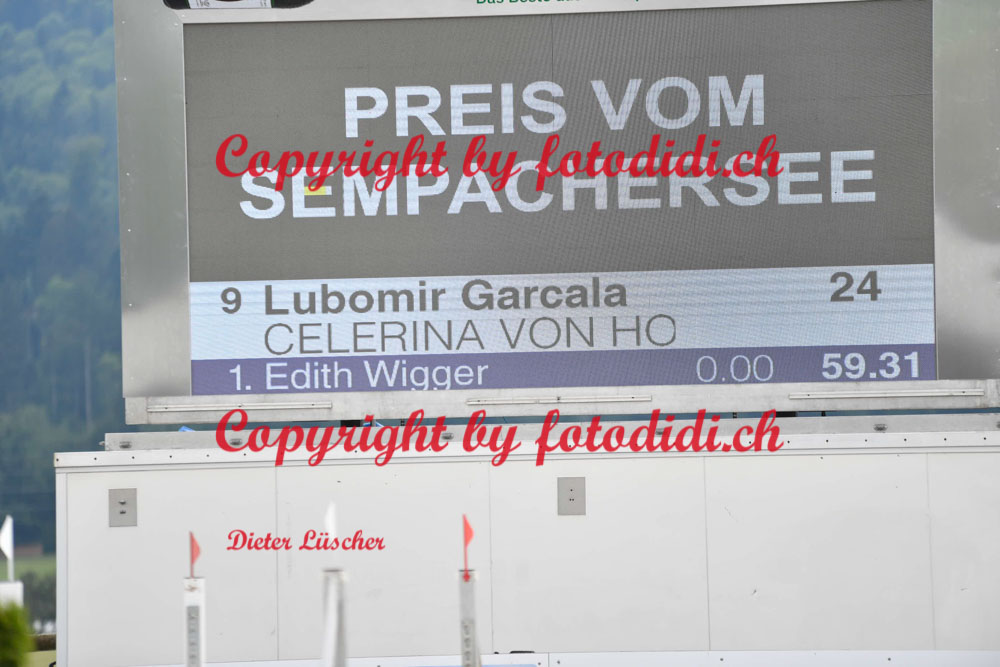 PREIS VOM
Copyright by fotodidi.ch
SEMPACHERSEE
9 Lubomir Garcala 24
CELERINA VON HO
1. Edith Wigger 0.00 59.31
Copyright by fotodidi.ch
Dieter Lüscher